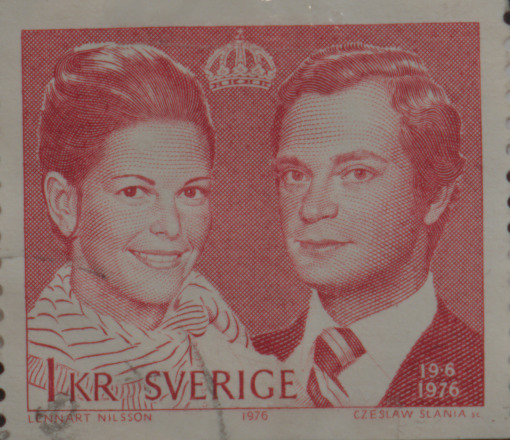 19·6
1976
1 KR SVERIGE
LENNART NILSSON 1976 CZESLAW SLANIA sc.